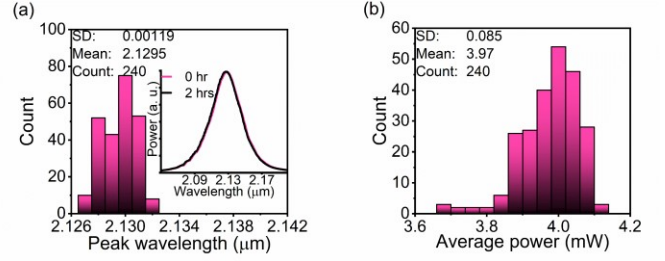 (a)
SD: 0.00119
Mean: 2.1295
Count: 240
100
80
60
40
20
0
Count
2.126 2.130 2.134 2.138 2.142
Peak wavelength (μm)
0 hr
2 hrs
Power (a. u.)
2.09 2.13 2.17
Wavelength (μm)
(b)
SD: 0.085
Mean: 3.97
Count: 240
60
50
40
30
20
10
0
Count
3.6 3.8 4.0 4.2
Average power (mW)